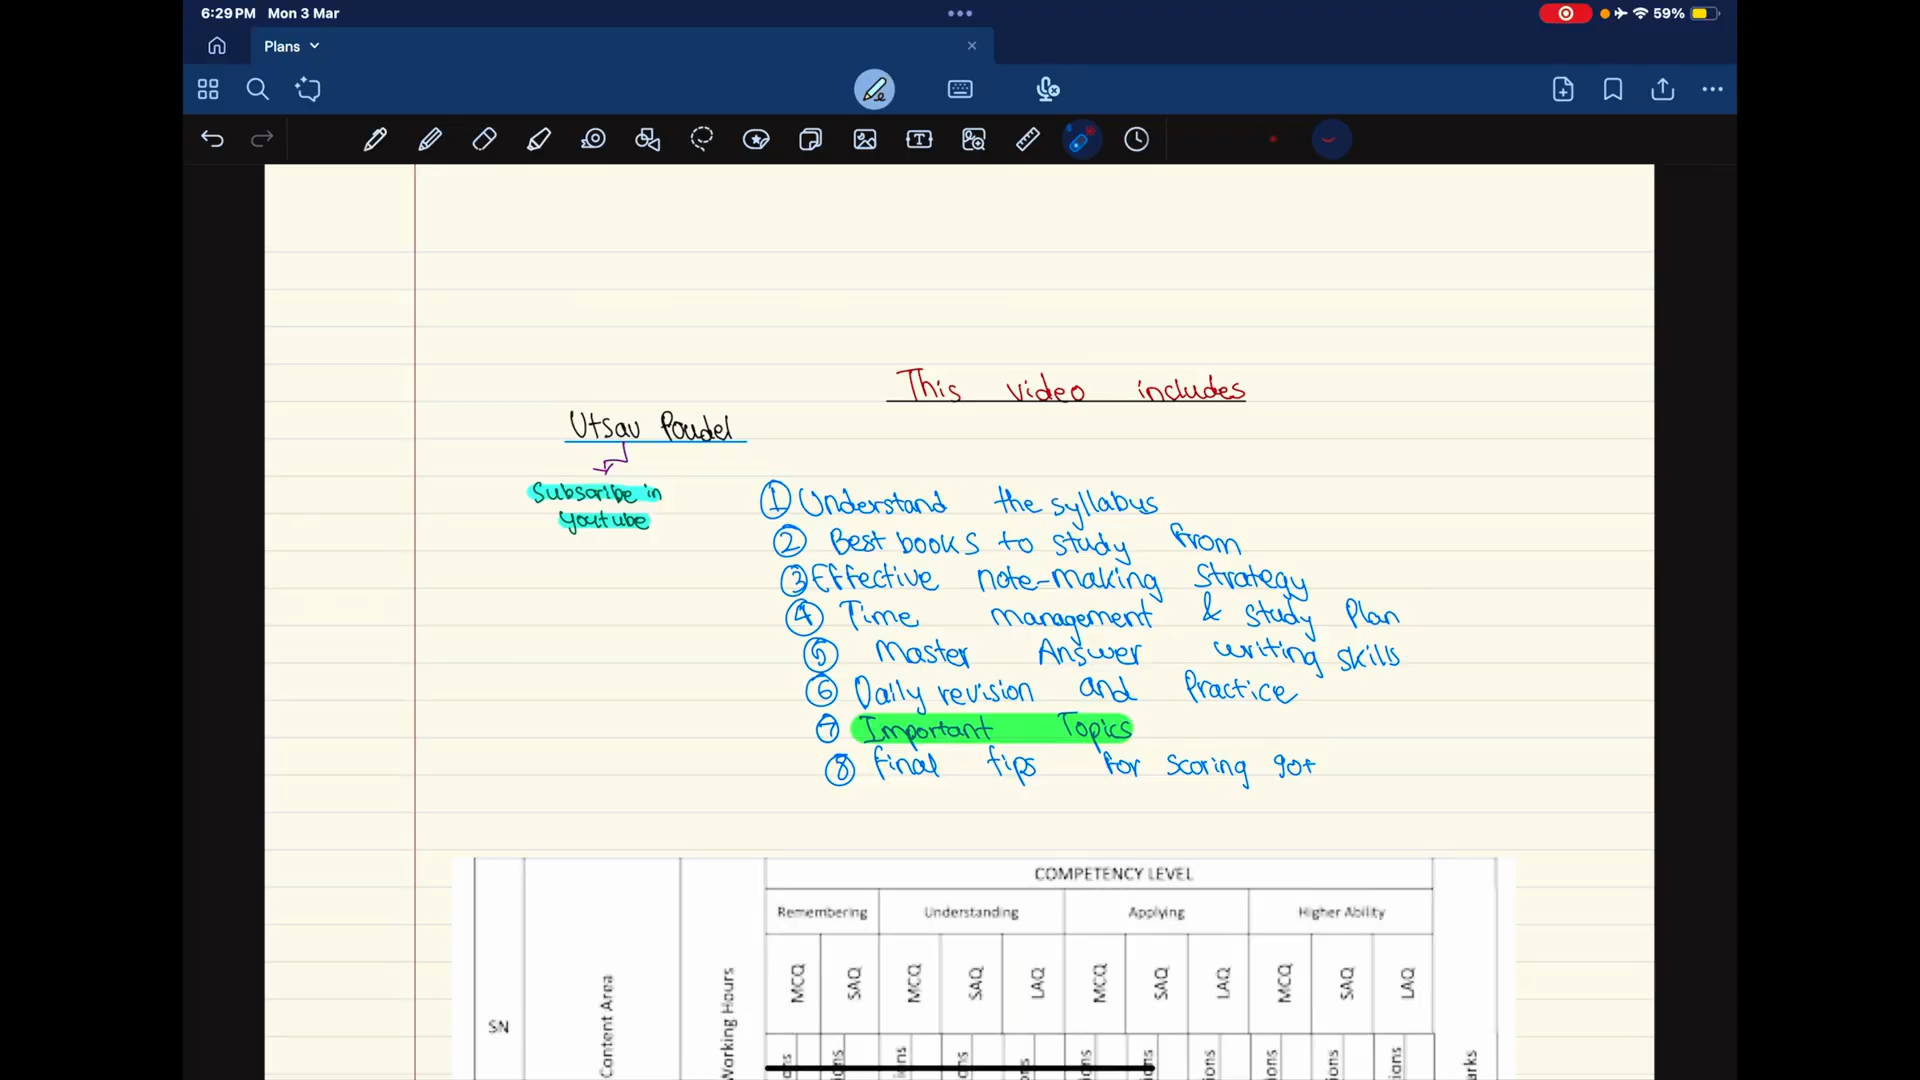 6:29 PM Mon 3 Mar
59%
Plans
This video includes
Utsav Poudel
Subscribe in
youtube
① Understand the syllabus
② Best books to study from
③ Effective note-making strategy
④ Time management & study Plan
⑤ Master Answer writing skills
⑥ Daily revision and Practice
⑦ Important Topics
⑧ final tips for scoring 90+
COMPETENCY LEVEL
Remembering Understanding Applying Higher Ability
SN Content Area Working Hours MCQ SAQ MCQ SAQ LAQ MCQ SAQ LAQ MCQ SAQ LAQ